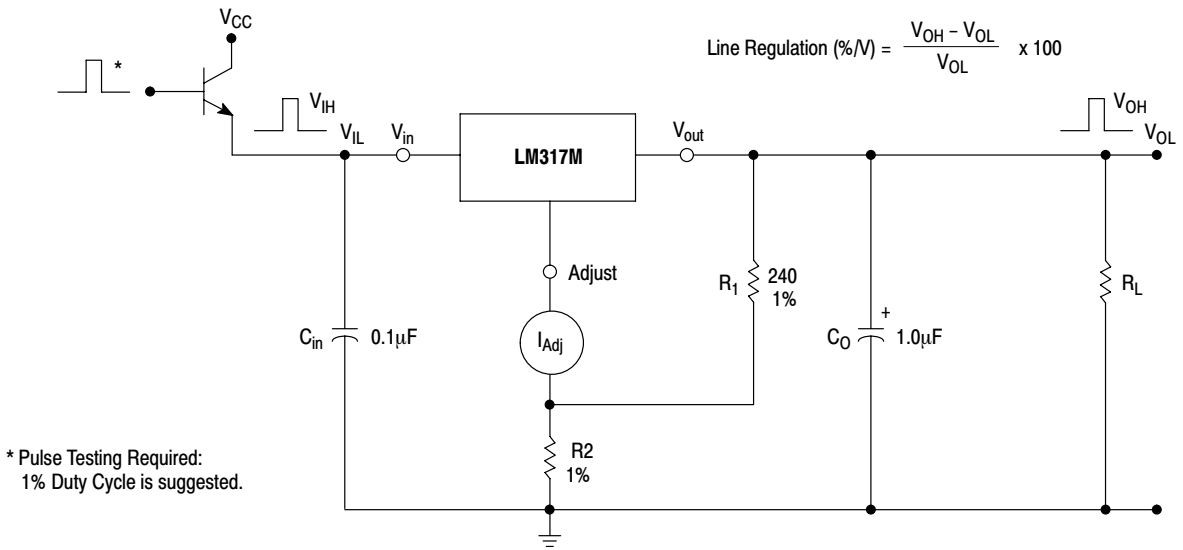 V_CC
Line Regulation (%/V) = (V_OH – V_OL) / V_OL x 100
*
V_IH
V_IL
V_in
LM317M
V_out
V_OH
V_OL
Adjust
R_1
240
1%
R_L
C_in
0.1μF
I_Adj
C_O
+
1.0μF
R2
1%
* Pulse Testing Required:
1% Duty Cycle is suggested.